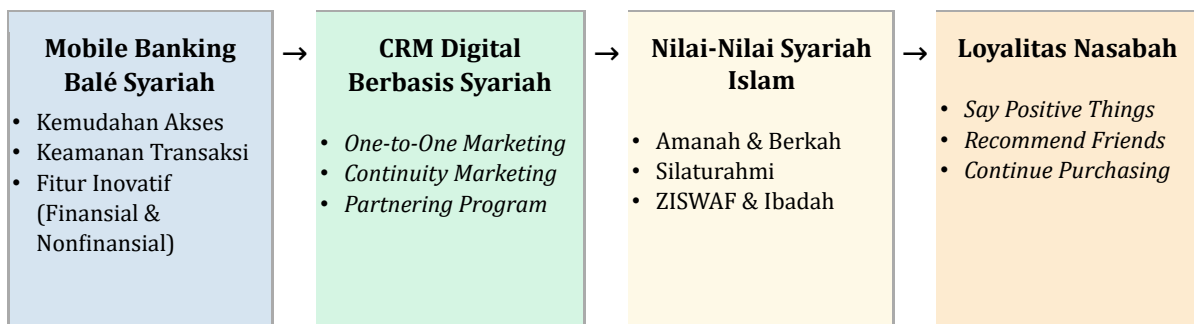 Mobile Banking
Balé Syariah
• Kemudahan Akses
• Keamanan Transaksi
• Fitur Inovatif
(Finansial &
Nonfinansial)
→
CRM Digital
Berbasis Syariah
• One-to-One Marketing
• Continuity Marketing
• Partnering Program
→
Nilai-Nilai Syariah
Islam
• Amanah & Berkah
• Silaturahmi
• ZISWAF & Ibadah
→
Loyalitas Nasabah
• Say Positive Things
• Recommend Friends
• Continue Purchasing